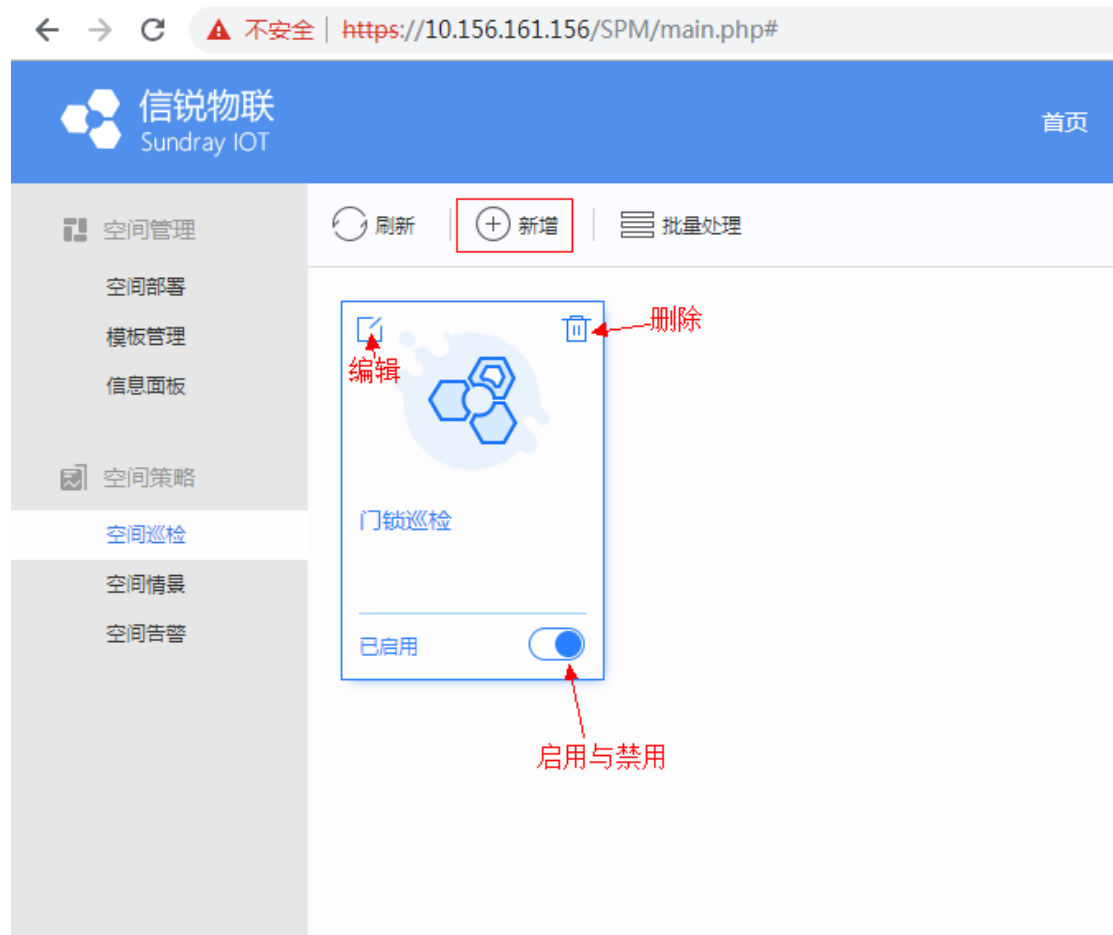 不安全 | https://10.156.161.156/SPM/main.php#
信锐物联
Sundray IOT
首页
空间管理
空间部署
模板管理
信息面板
空间策略
空间巡检
空间情景
空间告警
刷新 新增 批量处理
删除
编辑
门锁巡检
已启用
启用与禁用